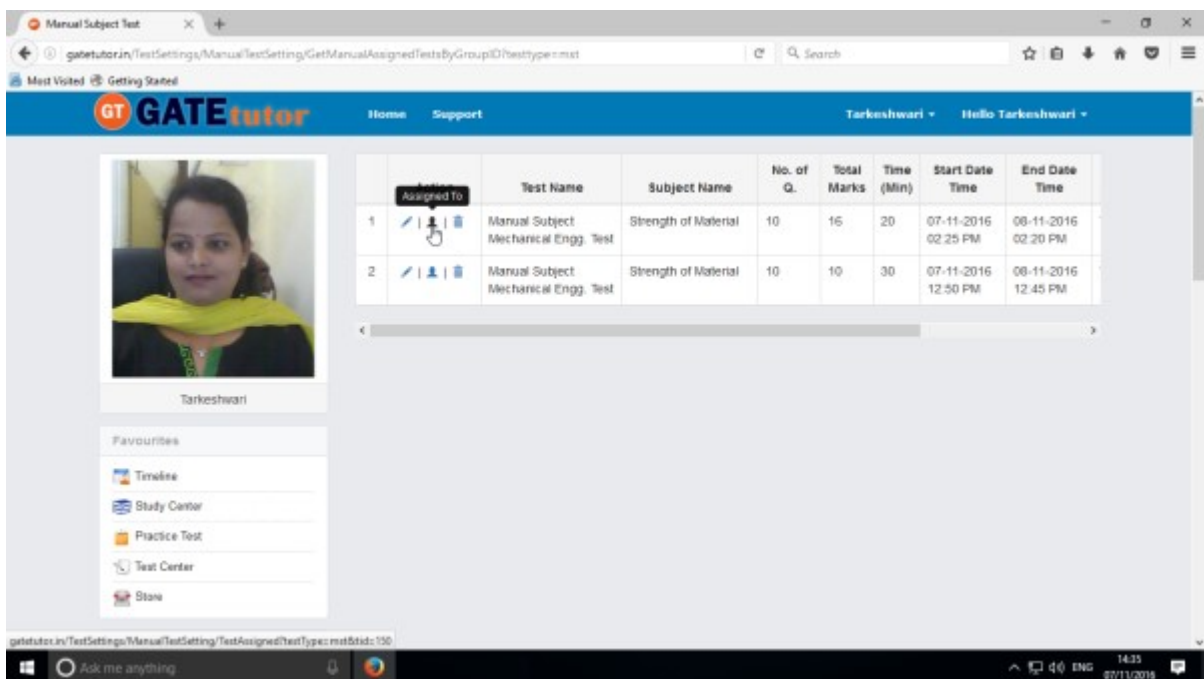 Manual Subject Test
gatetutor.in/TestSettings/ManualTestSetting/GetManualAssignedTestsByGroupID?testtype=mst
Search
Most Visited Getting Started
GT GATEtutor Home Support Tarkeshwari Hello Tarkeshwari
Test Name Subject Name No. of Q. Total Marks Time (Min) Start Date Time End Date Time
Assigned To
1 Manual Subject Mechanical Engg. Test Strength of Material 10 16 20 07-11-2016 02:25 PM 08-11-2016 02:20 PM
2 Manual Subject Mechanical Engg. Test Strength of Material 10 10 30 07-11-2016 12:50 PM 08-11-2016 12:45 PM
Tarkeshwari
Favourites
Timeline
Study Center
Practice Test
Test Center
Store
gatetutor.in/TestSettings/ManualTestSetting/TestAssigned?testType=mst&tid=150
Ask me anything
ENG 14:35
07/11/2016